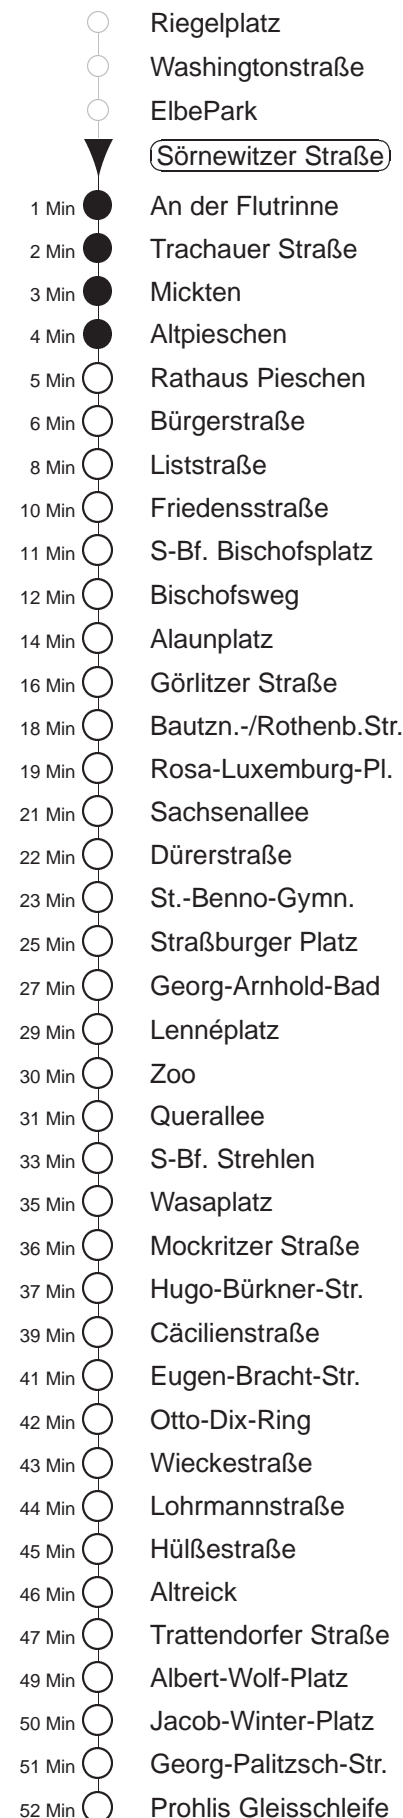 Riegelplatz
Washingtonstraße
ElbePark
Sörnewitzer Straße
1 Min An der Flutrinne
2 Min Trachauer Straße
3 Min Mickten
4 Min Altpieschen
5 Min Rathaus Pieschen
6 Min Bürgerstraße
8 Min Liststraße
10 Min Friedensstraße
11 Min S-Bf. Bischofsplatz
12 Min Bischofsweg
14 Min Alaunplatz
16 Min Görlitzer Straße
18 Min Bautzn.-/Rothenb.Str.
19 Min Rosa-Luxemburg-Pl.
21 Min Sachsenallee
22 Min Dürerstraße
23 Min St.-Benno-Gymn.
25 Min Straßburger Platz
27 Min Georg-Arnhold-Bad
29 Min Lennéplatz
30 Min Zoo
31 Min Querallee
33 Min S-Bf. Strehlen
35 Min Wasaplatz
36 Min Mockritzer Straße
37 Min Hugo-Bürkner-Str.
39 Min Cäcilienstraße
41 Min Eugen-Bracht-Str.
42 Min Otto-Dix-Ring
43 Min Wieckestraße
44 Min Lohrmannstraße
45 Min Hülßestraße
46 Min Altreick
47 Min Trattendorfer Straße
49 Min Albert-Wolf-Platz
50 Min Jacob-Winter-Platz
51 Min Georg-Palitzsch-Str.
52 Min Prohlis Gleisschleife